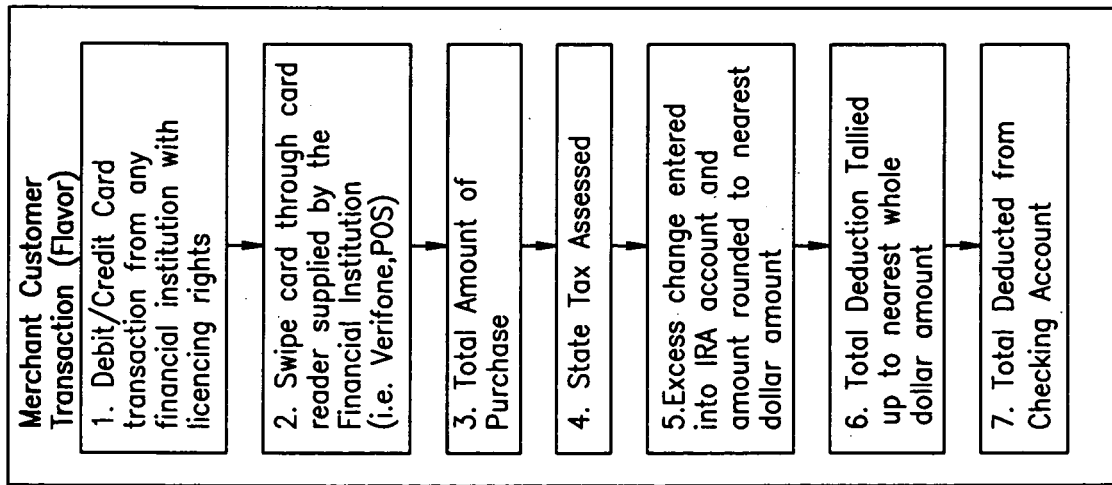 Merchant Customer
Transaction (Flavor)
1. Debit/Credit Card
transaction from any
financial institution with
licencing rights
2. Swipe card through card
reader supplied by the
Financial Institution
(i.e. Verifone,POS)
3. Total Amount of
Purchase
4. State Tax Assessed
5.Excess change entered
into IRA account and
amount rounded to nearest
dollar amount
6. Total Deduction Tallied
up to nearest whole
dollar amount
7. Total Deducted from
Checking Account